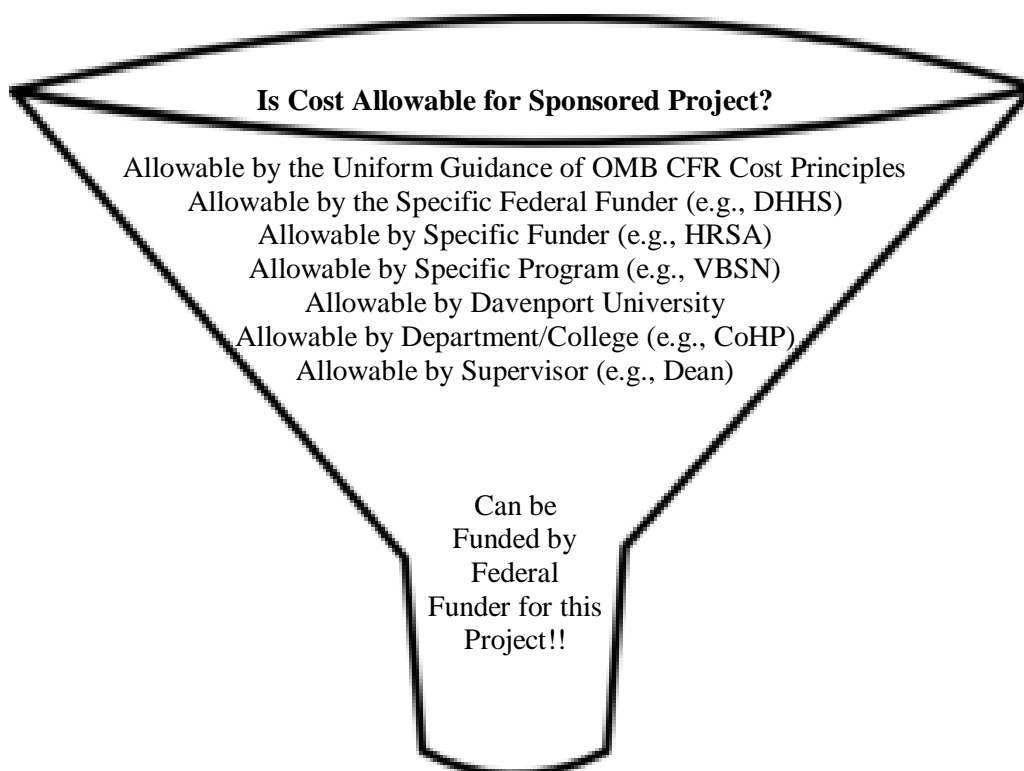 Is Cost Allowable for Sponsored Project?
Allowable by the Uniform Guidance of OMB CFR Cost Principles
Allowable by the Specific Federal Funder (e.g., DHHS)
Allowable by Specific Funder (e.g., HRSA)
Allowable by Specific Program (e.g., VBSN)
Allowable by Davenport University
Allowable by Department/College (e.g., CoHP)
Allowable by Supervisor (e.g., Dean)
Can be
Funded by
Federal
Funder for this
Project!!